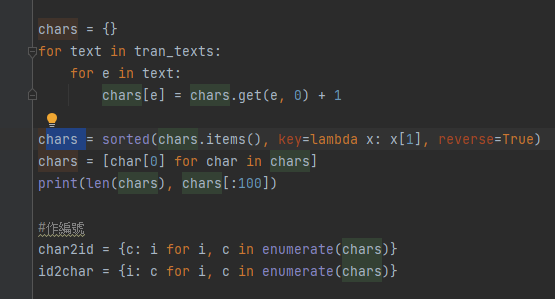 chars = {}
for text in tran_texts:
    for e in text:
        chars[e] = chars.get(e, 0) + 1
chars = sorted(chars.items(), key=lambda x: x[1], reverse=True)
chars = [char[0] for char in chars]
print(len(chars), chars[:100])
#作編號
char2id = {c: i for i, c in enumerate(chars)}
id2char = {i: c for i, c in enumerate(chars)}